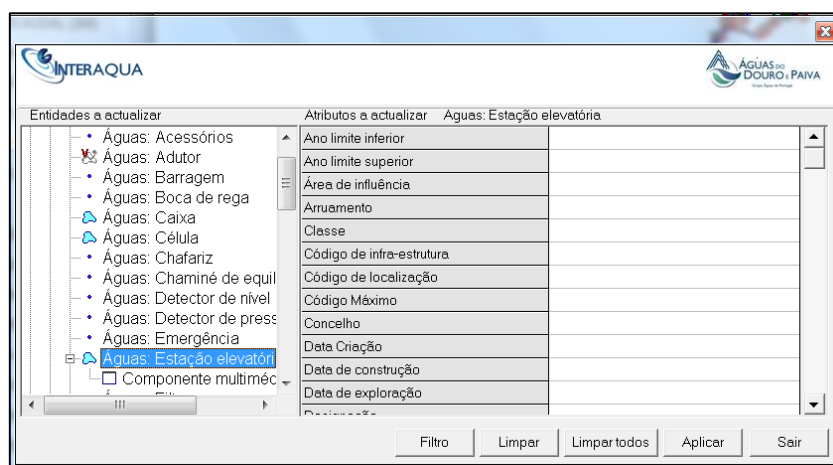 INTERAQUA
ÁGUAS DO
DOURO E PAIVA
Entidades a actualizar
Atributos a actualizar Aguas: Estação elevatória
Águas: Acessórios
Águas: Adutor
Águas: Barragem
Águas: Boca de rega
Águas: Caixa
Águas: Célula
Águas: Chafariz
Águas: Chaminé de equil
Águas: Detector de nível
Águas: Detector de press
Águas: Emergência
Águas: Estação elevatóri
Componente multiméc
Ano limite inferior
Ano limite superior
Área de influência
Arruamento
Classe
Código de infra-estrutura
Código de localização
Código Máximo
Concelho
Data Criação
Data de construção
Data de exploração
Filtro Limpar Limpar todos Aplicar Sair